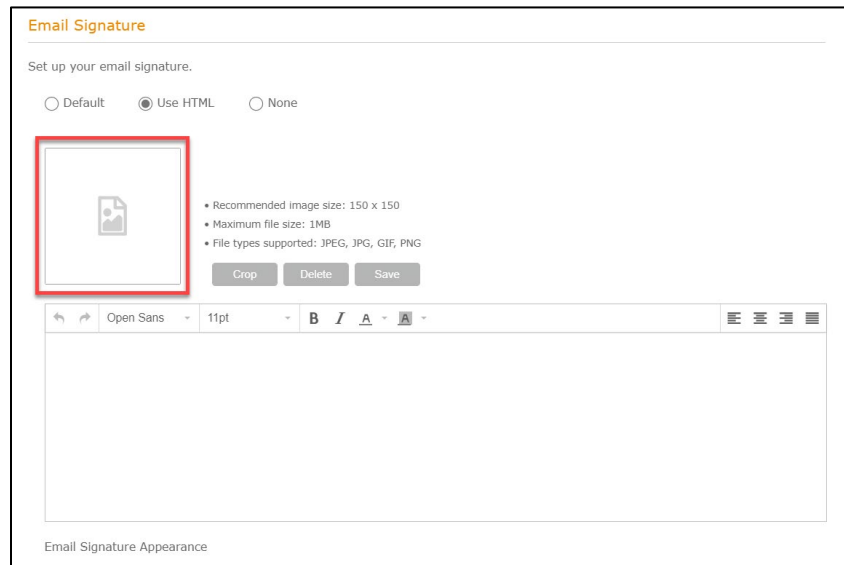 Email Signature
Set up your email signature.
Default Use HTML None
• Recommended image size: 150 x 150
• Maximum file size: 1MB
• File types supported: JPEG, JPG, GIF, PNG
Crop Delete Save
Open Sans 11pt B I A A
Email Signature Appearance